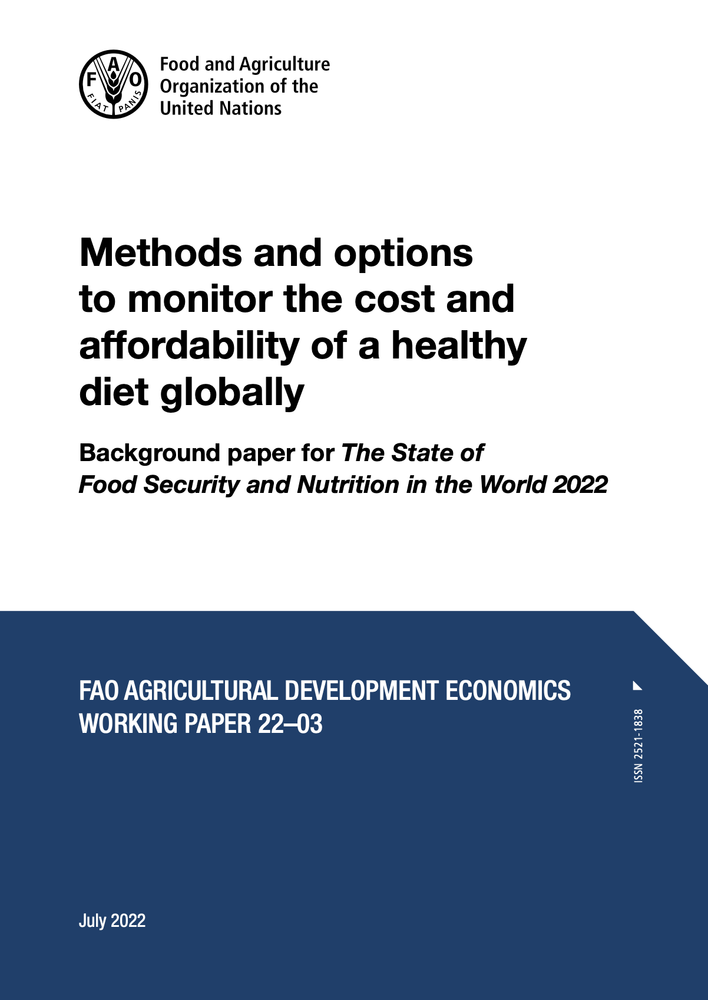 F A O
FIAT PANIS
Food and Agriculture
Organization of the
United Nations
Methods and options
to monitor the cost and
affordability of a healthy
diet globally
Background paper for The State of
Food Security and Nutrition in the World 2022
FAO AGRICULTURAL DEVELOPMENT ECONOMICS
WORKING PAPER 22–03
ISSN 2521-1838
July 2022